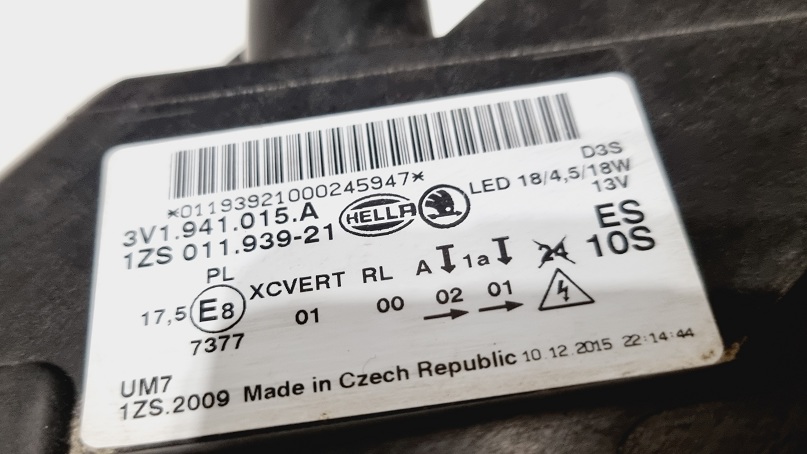 *01193921000245947*
D3S
LED 18/4,5/18W
13V
3V1.941.015.A
1ZS 011.939-21
HELLA
ES
10S
PL
XCVERT RL A 1a 24
17,5 E8 01 00 02 01
7377
UM7
1ZS.2009 Made in Czech Republic 10.12.2015 22:14:44